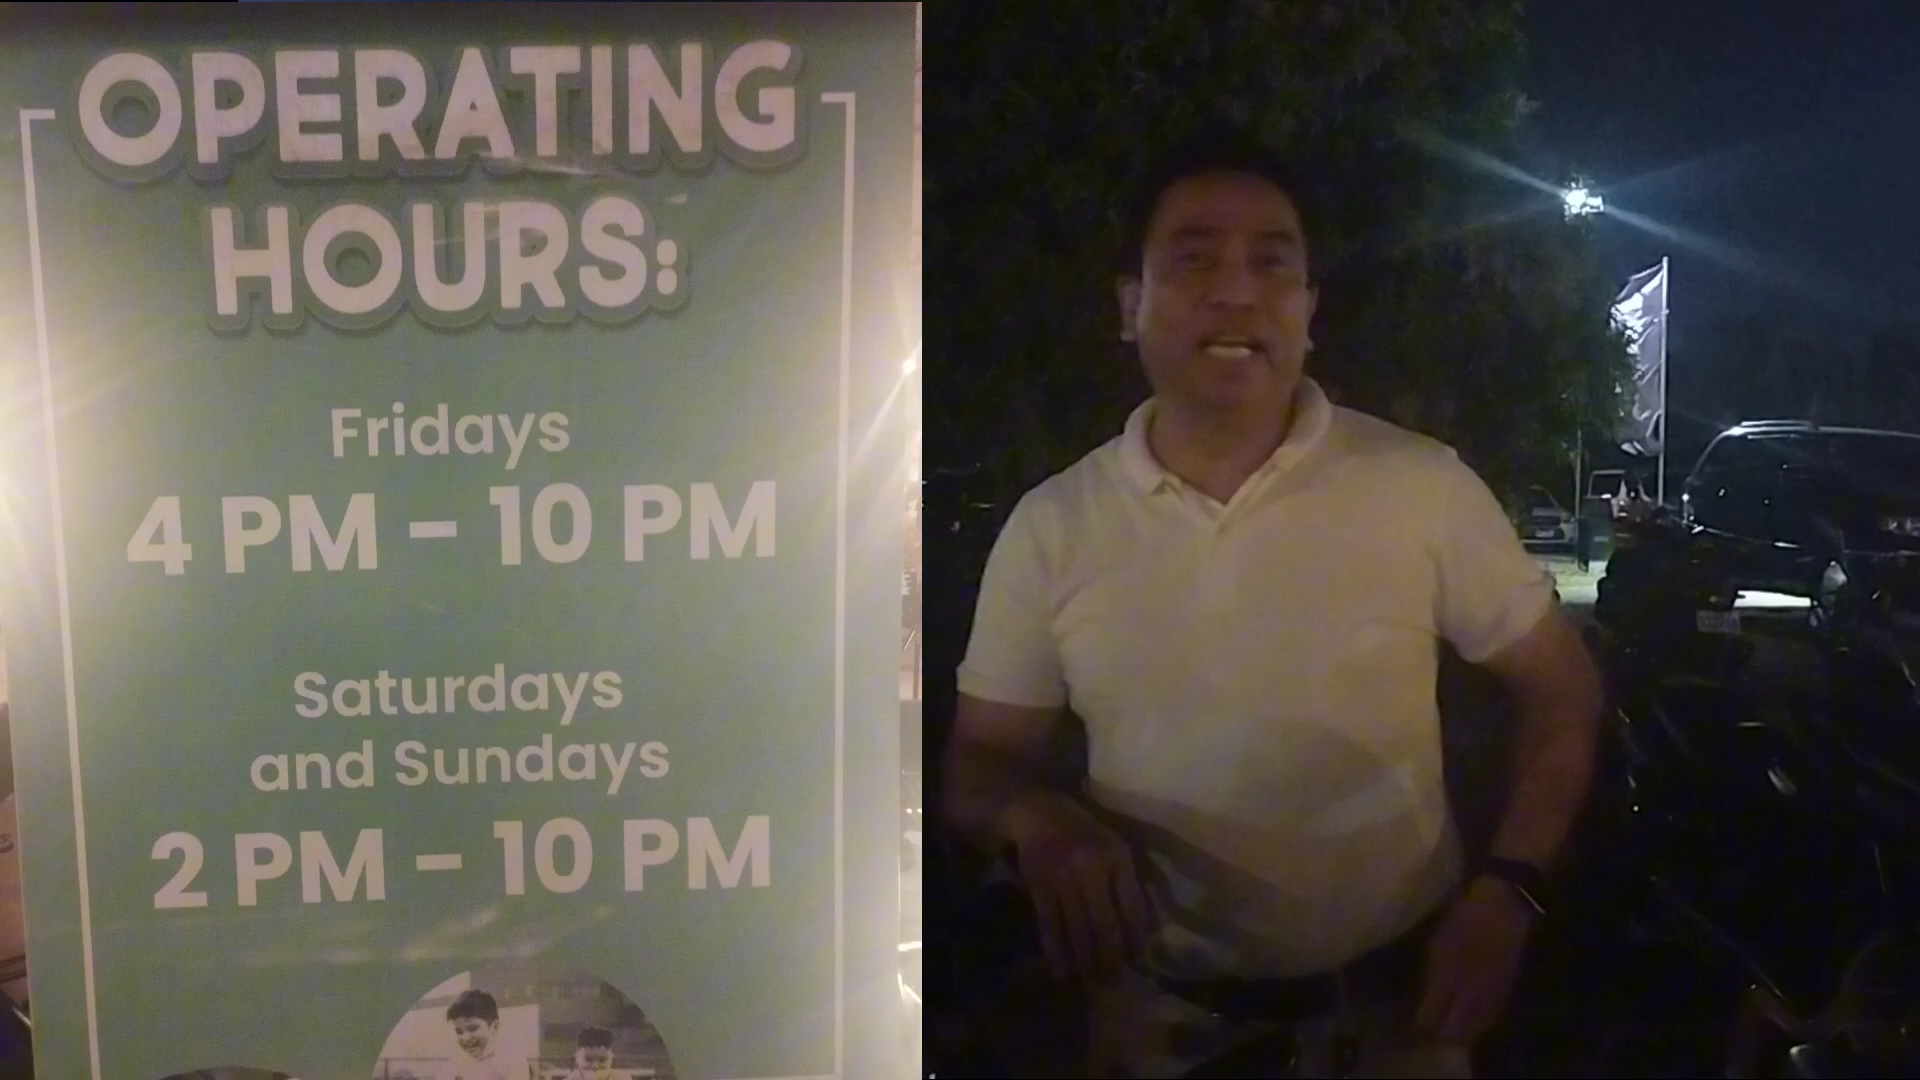 OPERATING
HOURS:
Fridays
4 PM - 10 PM
Saturdays
and Sundays
2 PM - 10 PM